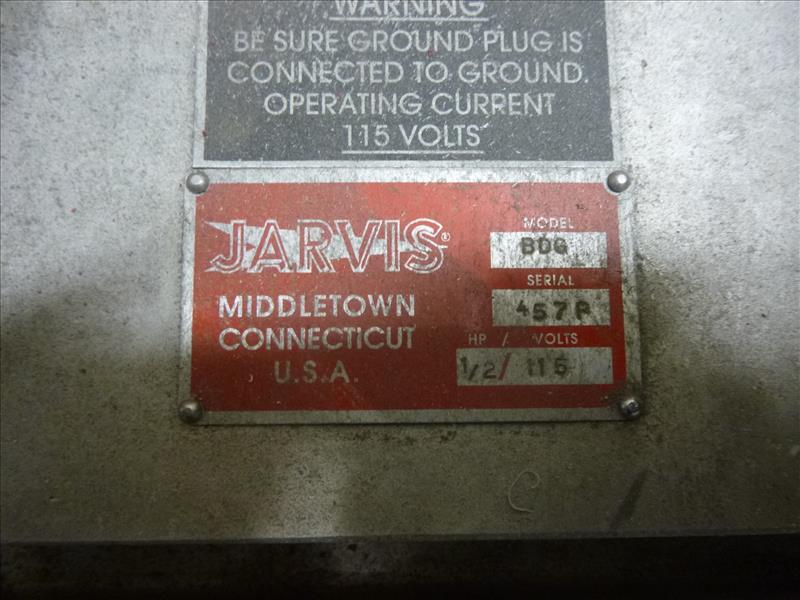 WARNING
BE SURE GROUND PLUG IS
CONNECTED TO GROUND.
OPERATING CURRENT
115 VOLTS
JARVIS®
MIDDLETOWN
CONNECTICUT
U.S.A.
MODEL
BDG
SERIAL
457P
HP / VOLTS
1/2/ 115